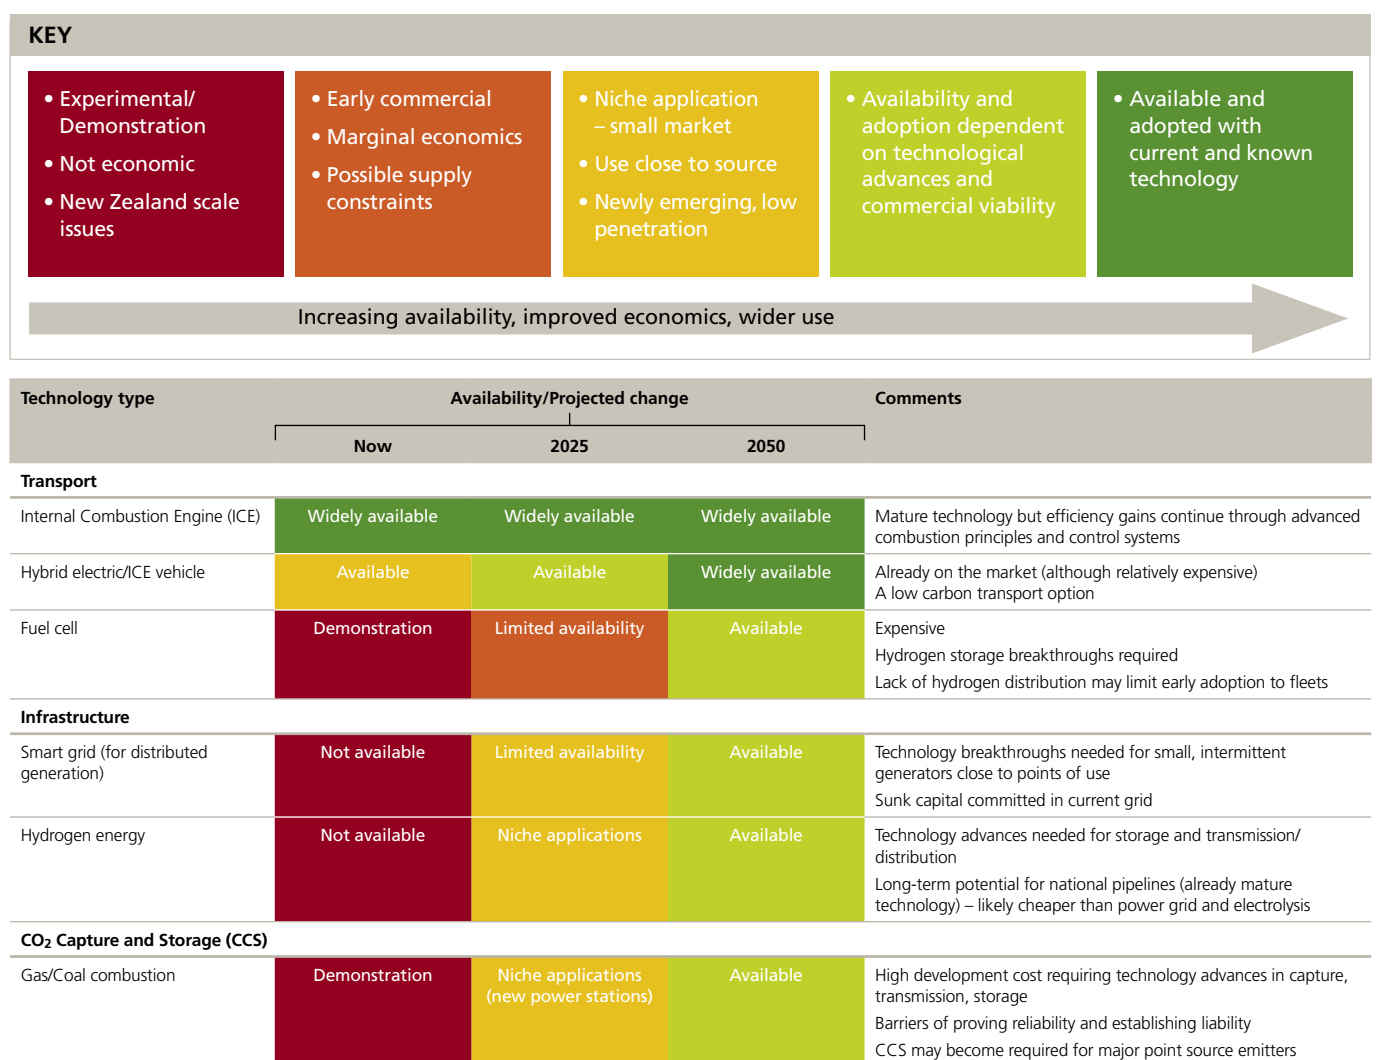 KEY
• Experimental/
Demonstration
• Not economic
• New Zealand scale
issues
• Early commercial
• Marginal economics
• Possible supply
constraints
• Niche application
– small market
• Use close to source
• Newly emerging, low
penetration
• Availability and
adoption dependent
on technological
advances and
commercial viability
• Available and
adopted with
current and known
technology
Increasing availability, improved economics, wider use
Technology type
Availability/Projected change
Comments
Now
2025
2050
Transport
Internal Combustion Engine (ICE)
Widely available
Widely available
Widely available
Mature technology but efficiency gains continue through advanced
combustion principles and control systems
Hybrid electric/ICE vehicle
Available
Available
Widely available
Already on the market (although relatively expensive)
A low carbon transport option
Fuel cell
Demonstration
Limited availability
Available
Expensive
Hydrogen storage breakthroughs required
Lack of hydrogen distribution may limit early adoption to fleets
Infrastructure
Smart grid (for distributed
generation)
Not available
Limited availability
Available
Technology breakthroughs needed for small, intermittent
generators close to points of use
Sunk capital committed in current grid
Hydrogen energy
Not available
Niche applications
Available
Technology advances needed for storage and transmission/
distribution
Long-term potential for national pipelines (already mature
technology) – likely cheaper than power grid and electrolysis
CO2 Capture and Storage (CCS)
Gas/Coal combustion
Demonstration
Niche applications
(new power stations)
Available
High development cost requiring technology advances in capture,
transmission, storage
Barriers of proving reliability and establishing liability
CCS may become required for major point source emitters